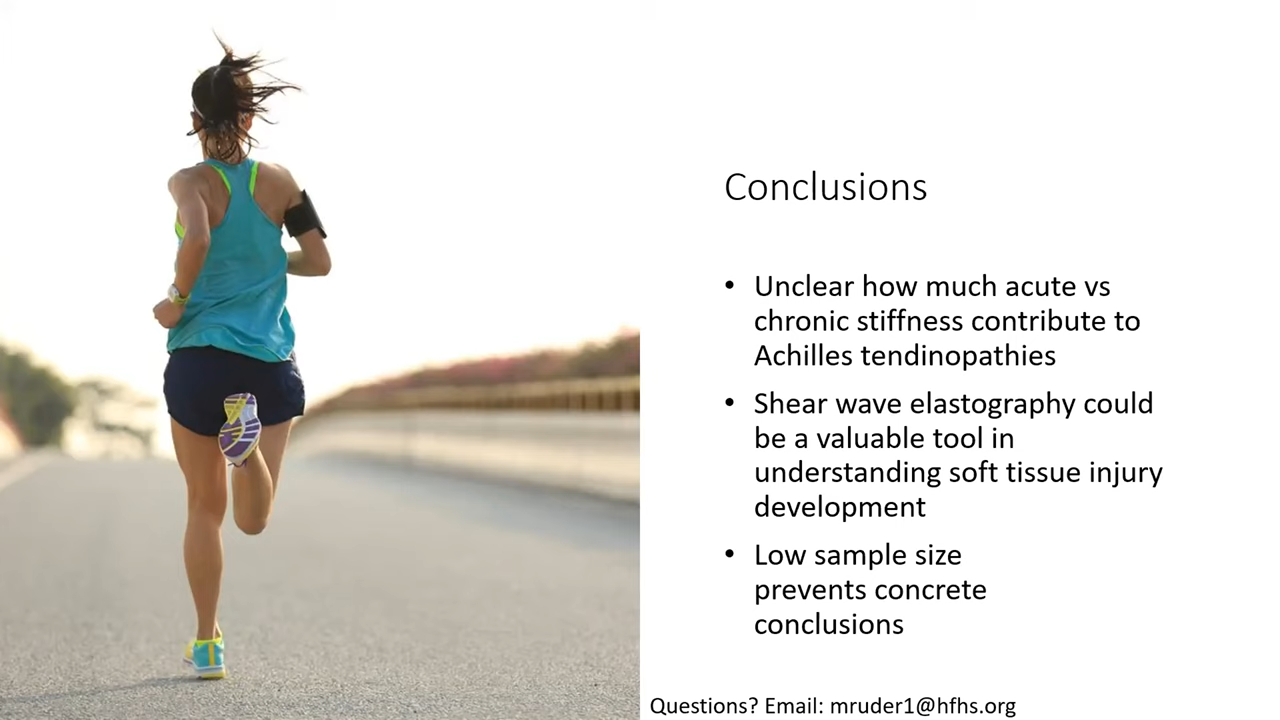 Conclusions
• Unclear how much acute vs
chronic stiffness contribute to
Achilles tendinopathies
• Shear wave elastography could
be a valuable tool in
understanding soft tissue injury
development
• Low sample size
prevents concrete
conclusions
Questions? Email: mruder1@hfhs.org